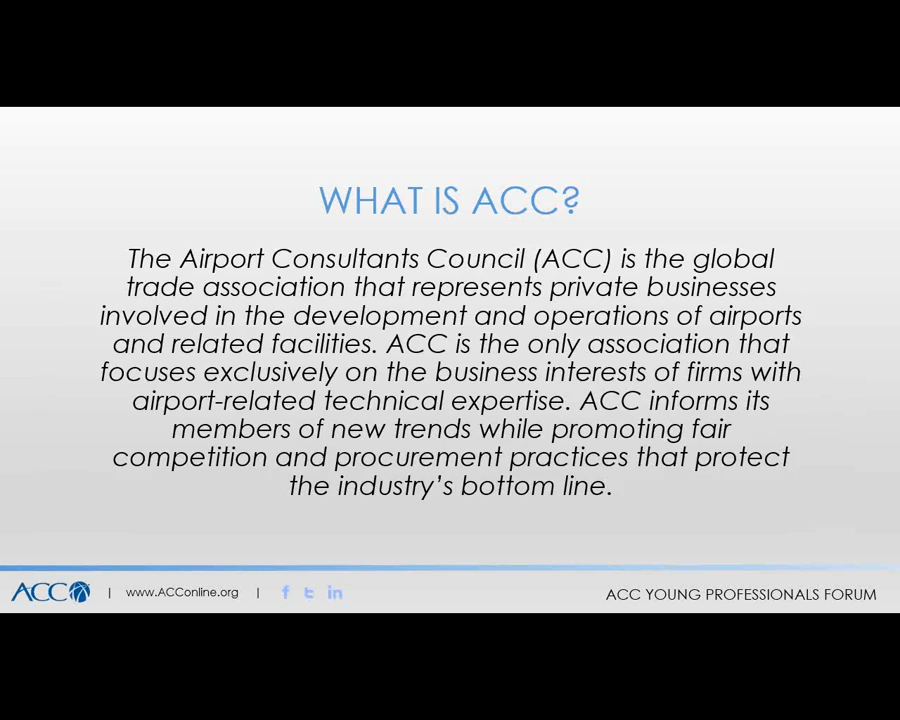 WHAT IS ACC?
The Airport Consultants Council (ACC) is the global
trade association that represents private businesses
involved in the development and operations of airports
and related facilities. ACC is the only association that
focuses exclusively on the business interests of firms with
airport-related technical expertise. ACC informs its
members of new trends while promoting fair
competition and procurement practices that protect
the industry's bottom line.
ACC | www.ACConline.org | f t in
ACC YOUNG PROFESSIONALS FORUM